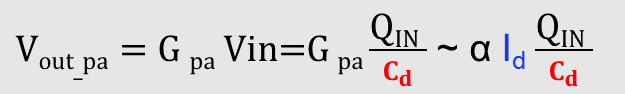 V_out_pa = G_pa Vin=G_pa Q_IN/C_d ~ α I_d Q_IN/C_d